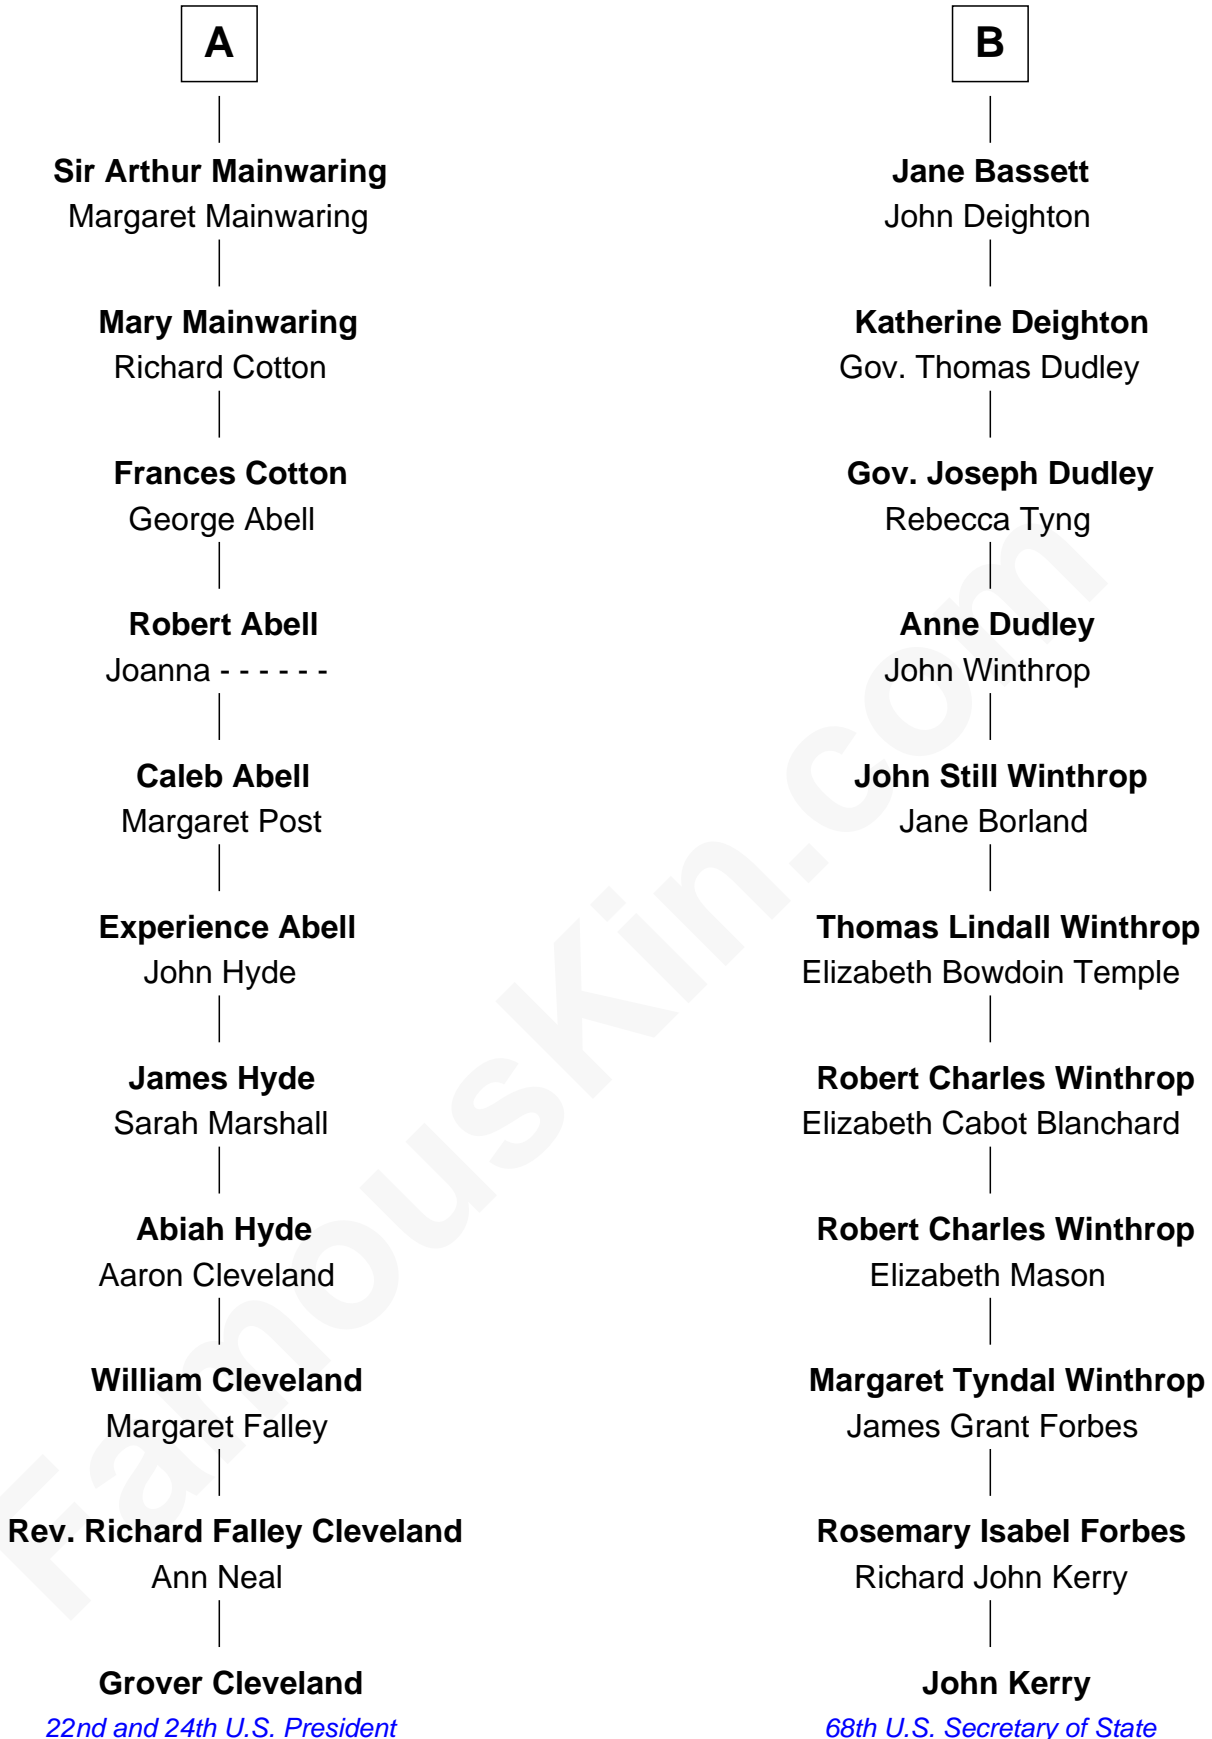 A
Sir Arthur Mainwaring
Margaret Mainwaring
Mary Mainwaring
Richard Cotton
Frances Cotton
George Abell
Robert Abell
Joanna - - - - - -
Caleb Abell
Margaret Post
Experience Abell
John Hyde
James Hyde
Sarah Marshall
Abiah Hyde
Aaron Cleveland
William Cleveland
Margaret Falley
Rev. Richard Falley Cleveland
Ann Neal
Grover Cleveland
22nd and 24th U.S. President
B
Jane Bassett
John Deighton
Katherine Deighton
Gov. Thomas Dudley
Gov. Joseph Dudley
Rebecca Tyng
Anne Dudley
John Winthrop
John Still Winthrop
Jane Borland
Thomas Lindall Winthrop
Elizabeth Bowdoin Temple
Robert Charles Winthrop
Elizabeth Cabot Blanchard
Robert Charles Winthrop
Elizabeth Mason
Margaret Tyndal Winthrop
James Grant Forbes
Rosemary Isabel Forbes
Richard John Kerry
John Kerry
68th U.S. Secretary of State
FamousKin.com